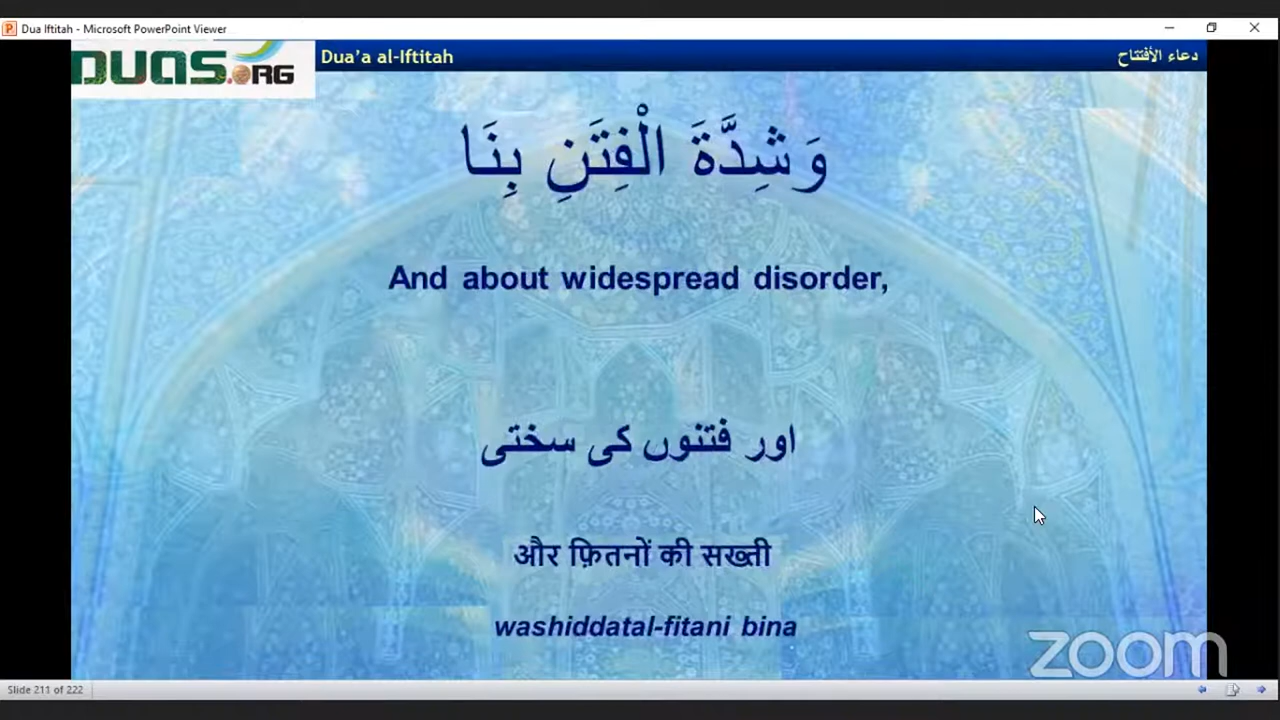 Dua Iftitah - Microsoft PowerPoint Viewer
DUAS.ORG
Dua'a al-Iftitah
دعاء الأفتتاح
وَشِدَّةَ الْفِتَنِ بِنَا
And about widespread disorder,
اور فتنوں کی سختی
और फ़ितनों की सख्ती
washiddatal-fitani bina
zoom
Slide 211 of 222